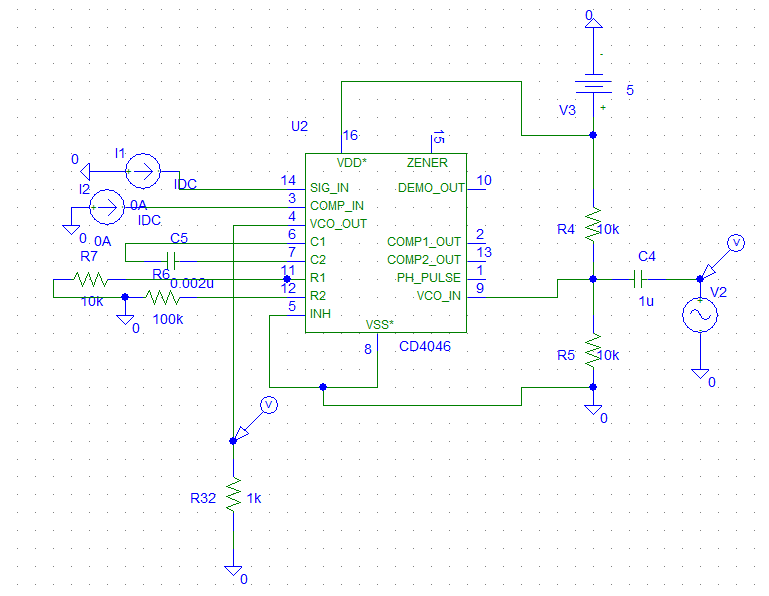 0
-
V3
5
+
U2
16
15
VDD*
ZENER
0
I1
IDC
14
SIG_IN
DEMO_OUT
10
I2
0A
IDC
3
COMP_IN
4
VCO_OUT
0
0A
C5
6
C1
COMP1_OUT
2
R4
10k
V
R7
7
C2
COMP2_OUT
13
C4
R6
0.002u
11
R1
PH_PULSE
1
V2
10k
12
R2
VCO_IN
9
1u
+
100k
5
INH
0
VSS*
8
CD4046
R5
10k
-
0
V
0
R32
1k
0